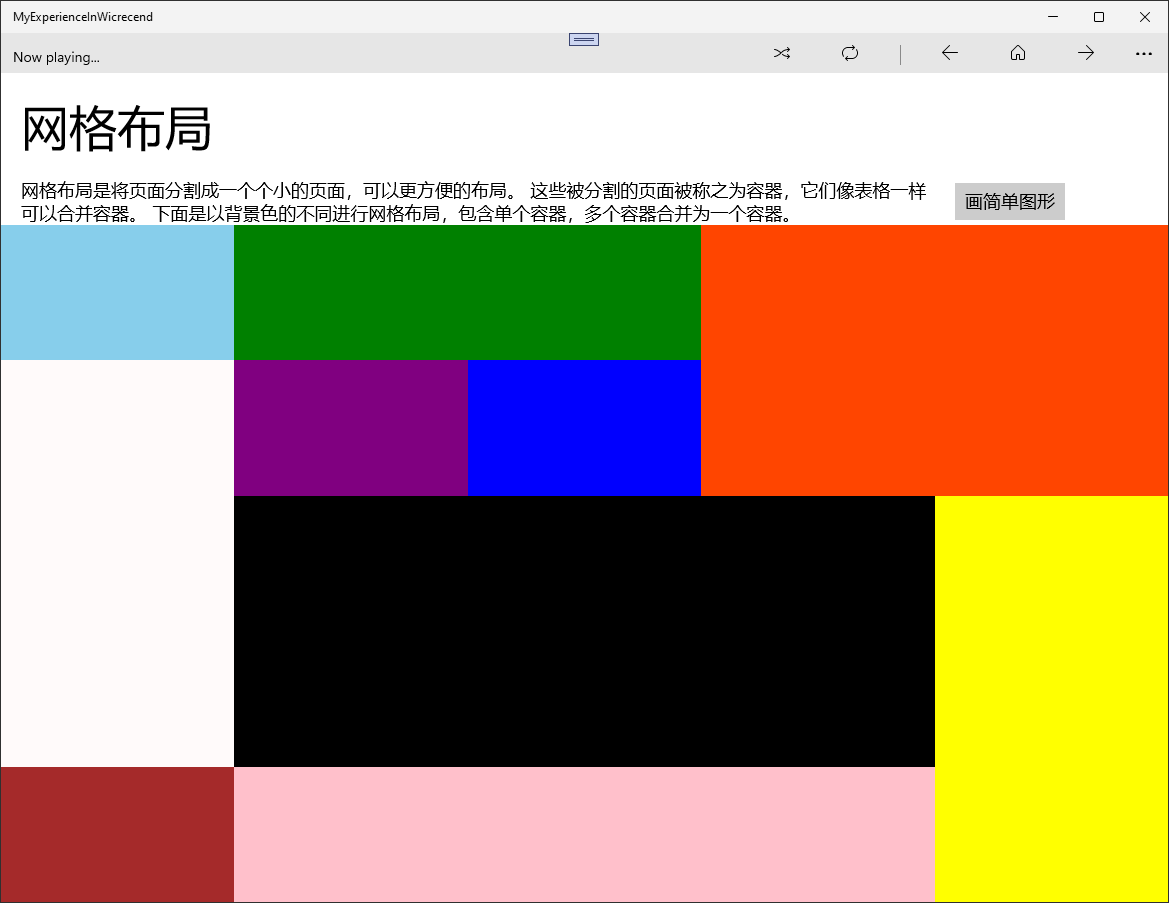 MyExperienceInWicrecend
Now playing...
网格布局
网格布局是将页面分割成一个个小的页面，可以更方便的布局。 这些被分割的页面被称之为容器，它们像表格一样
可以合并容器。 下面是以背景色的不同进行网格布局，包含单个容器，多个容器合并为一个容器。
画简单图形